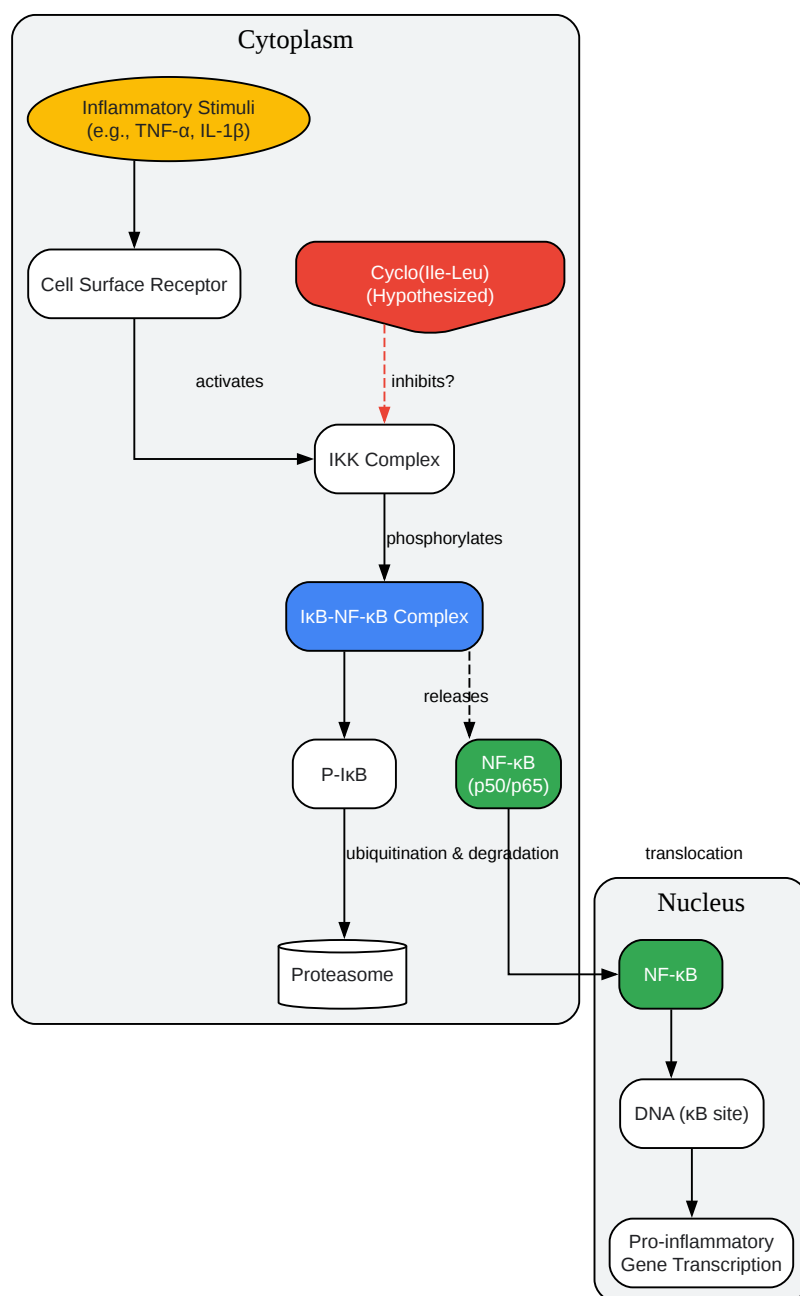 Cytoplasm
Inflammatory Stimuli
(e.g., TNF-α, IL-1β)
Cell Surface Receptor
Cyclo(Ile-Leu)
(Hypothesized)
activates
inhibits?
IKK Complex
phosphorylates
IκB-NF-κB Complex
releases
P-IκB
NF-κB
(p50/p65)
ubiquitination & degradation
translocation
Nucleus
Proteasome
NF-κB
DNA (κB site)
Pro-inflammatory
Gene Transcription